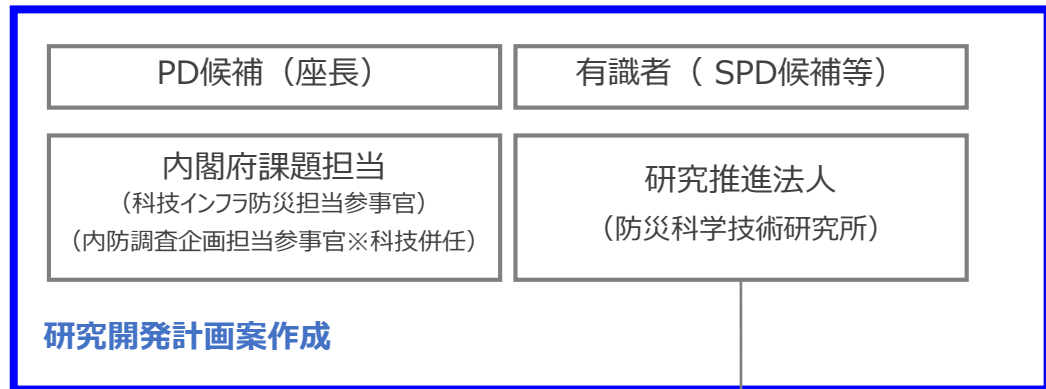 PD候補（座長）
有識者（ SPD候補等）
内閣府課題担当
（科技インフラ防災担当参事官）
（内防調査企画担当参事官※科技併任）
研究推進法人
（防災科学技術研究所）
研究開発計画案作成